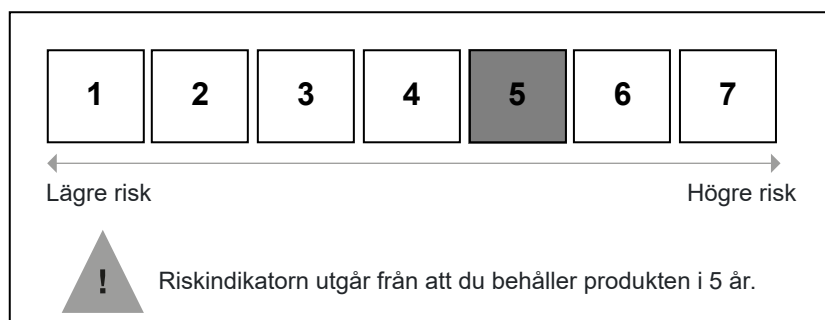 1 2 3 4 5 6 7
Lägre risk Högre risk
! Riskindikatorn utgår från att du behåller produkten i 5 år.